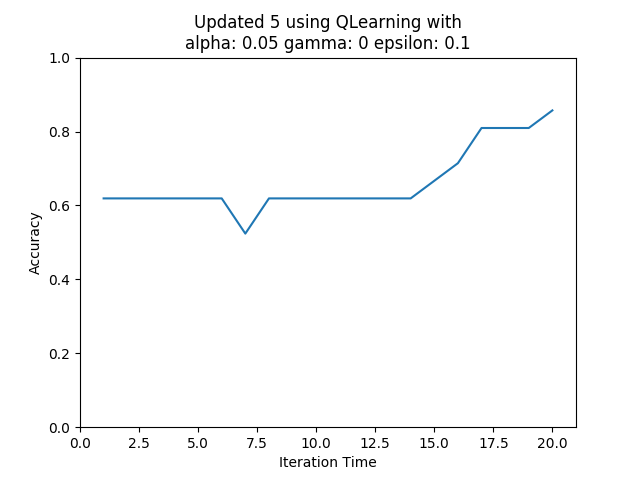 Updated 5 using QLearning with
alpha: 0.05 gamma: 0 epsilon: 0.1
1.0
0.8
0.6
0.4
0.2
0.0
Accuracy
0.0 2.5 5.0 7.5 10.0 12.5 15.0 17.5 20.0
Iteration Time